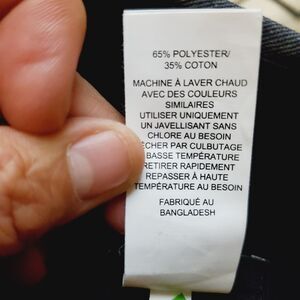 65% POLYESTER/
35% COTON
MACHINE À LAVER CHAUD
AVEC DES COULEURS
SIMILAIRES
UTILISER UNIQUEMENT
UN JAVELLISANT SANS
CHLORE AU BESOIN
ÉCHER PAR CULBUTAGE
BASSE TEMPÉRATURE
RETIRER RAPIDEMENT
REPASSER À HAUTE
TEMPÉRATURE AU BESOIN
FABRIQUÉ AU
BANGLADESH